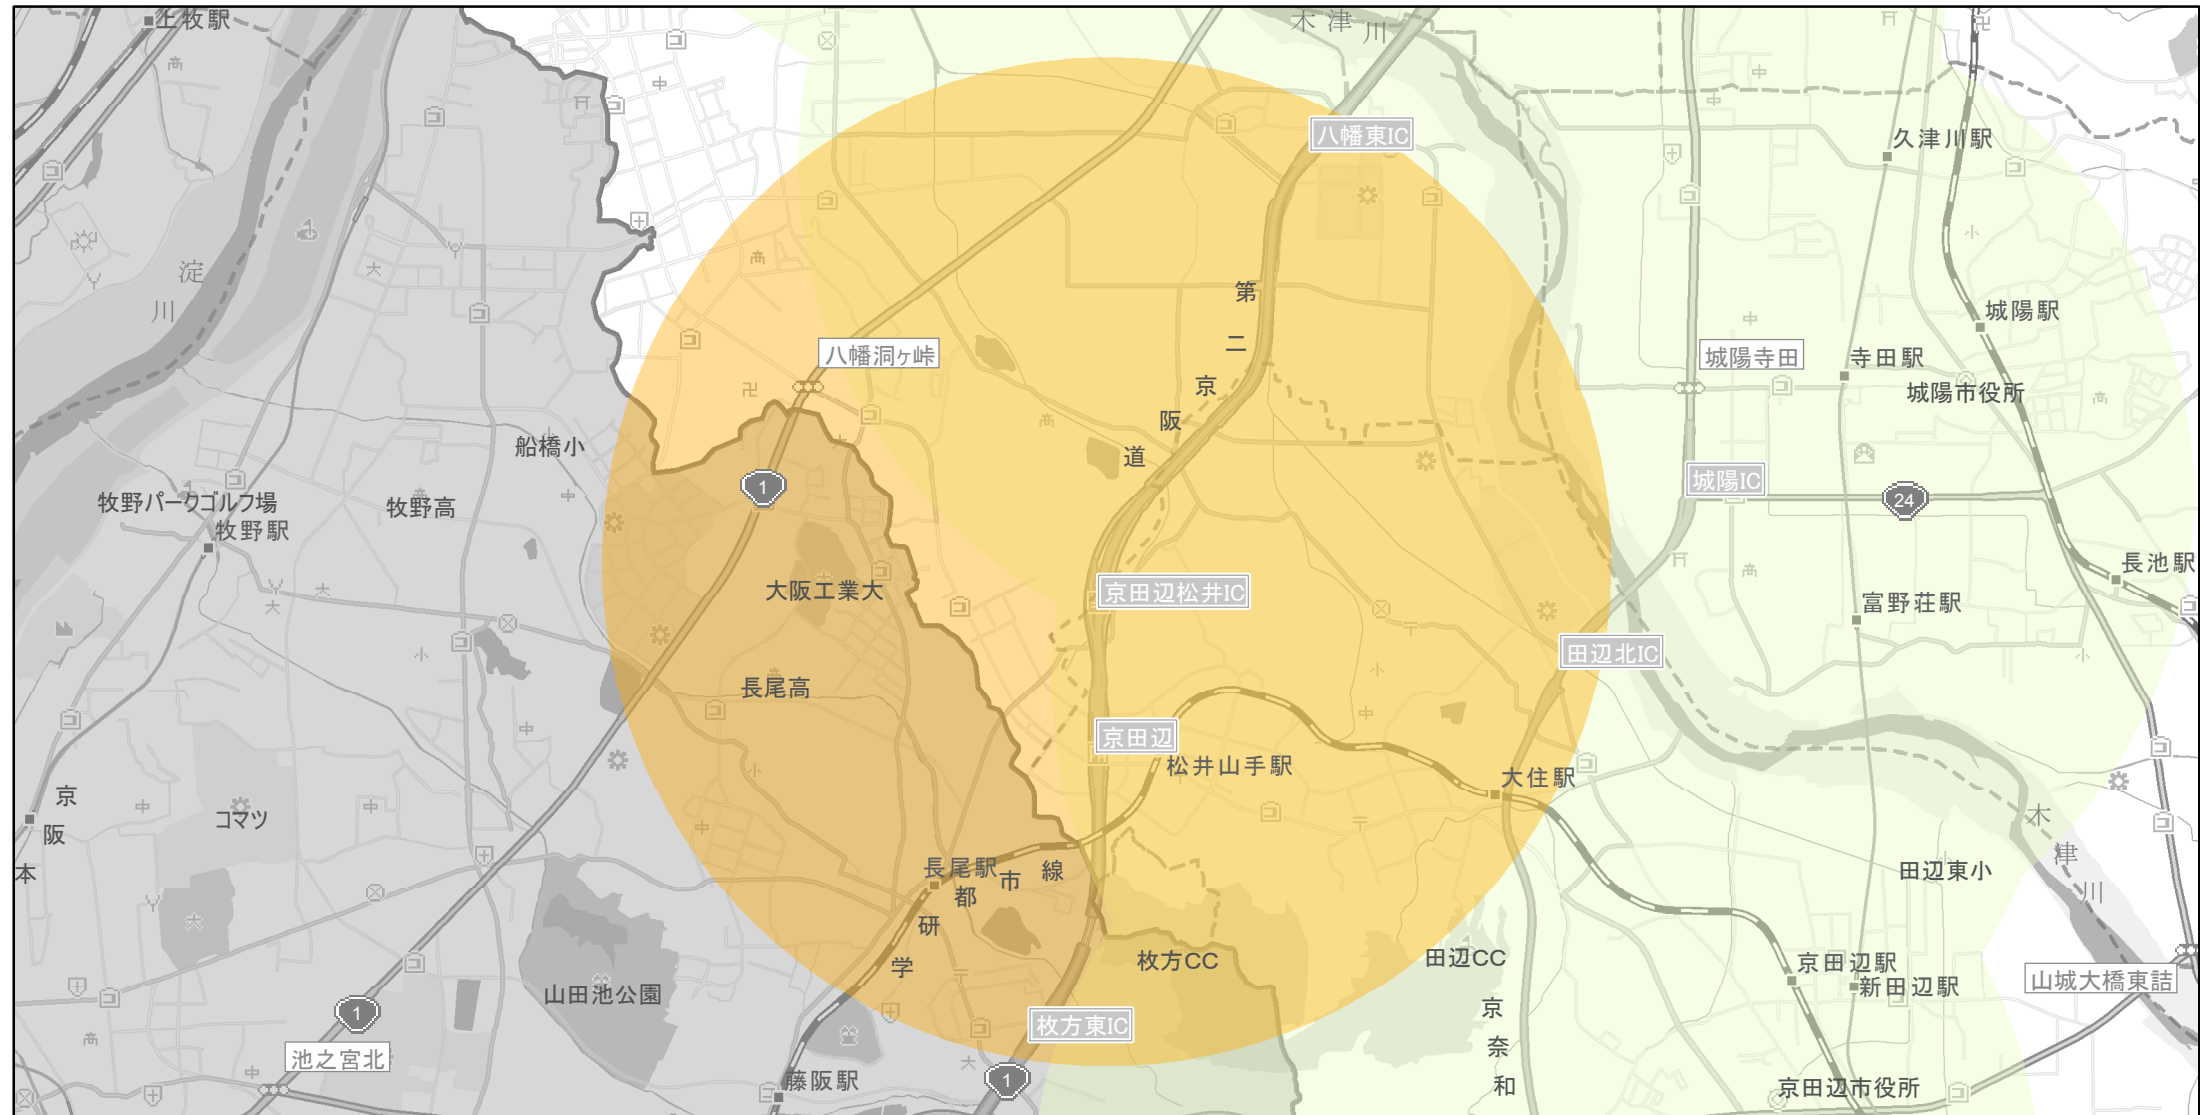 上牧駅
木津川
八幡東IC
久津川駅
淀川
第二京阪道
城陽駅
八幡洞ヶ峠
城陽寺田
寺田駅
城陽市役所
船橋小
1
城陽IC
24
牧野パークゴルフ場
牧野高
牧野駅
長池駅
大阪工業大
京田辺松井IC
富野荘駅
田辺北IC
長尾高
京田辺
松井山手駅
大住駅
京阪本
コマツ
木津川
長尾駅
学研都市線
田辺東小
枚方CC
田辺CC
京田辺駅
新田辺駅
山城大橋東詰
山田池公園
1
枚方東IC
京奈和
池之宮北
藤阪駅
1
京田辺市役所